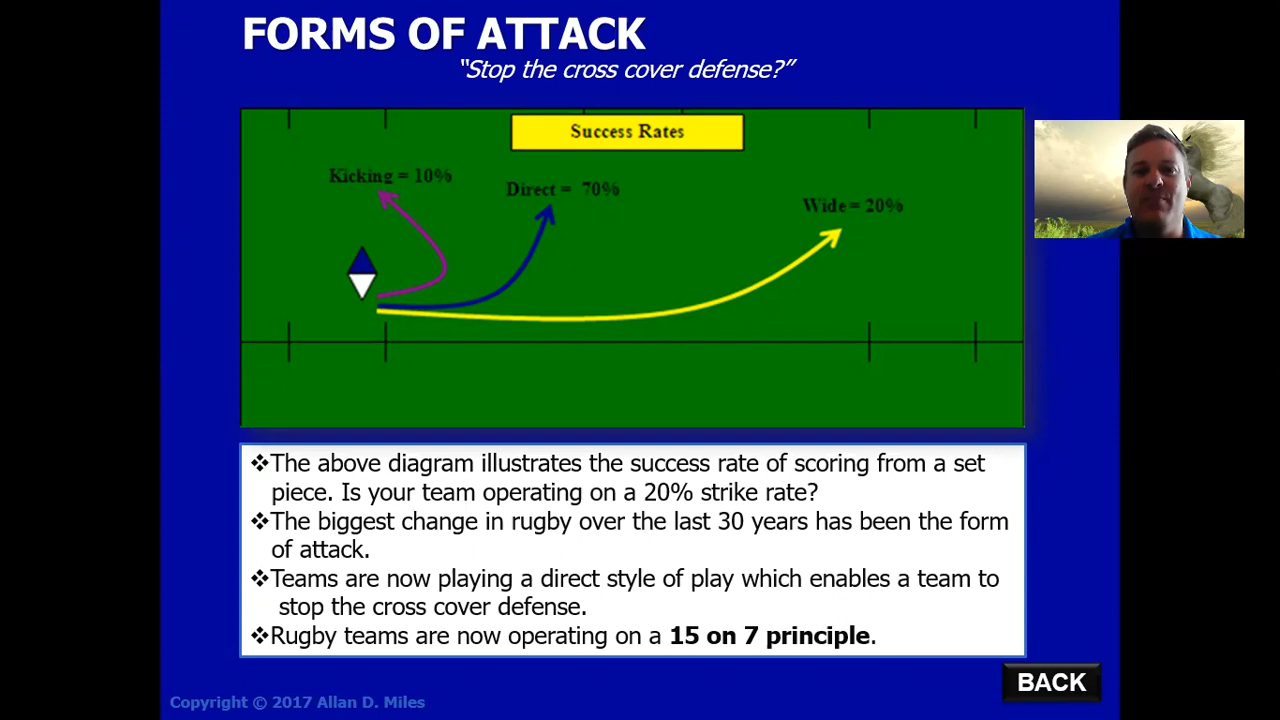 FORMS OF ATTACK
“Stop the cross cover defense?”
Success Rates
Kicking = 10%
Direct = 70%
Wide = 20%
❖The above diagram illustrates the success rate of scoring from a set
piece. Is your team operating on a 20% strike rate?
❖The biggest change in rugby over the last 30 years has been the form
of attack.
❖Teams are now playing a direct style of play which enables a team to
stop the cross cover defense.
❖Rugby teams are now operating on a 15 on 7 principle.
BACK
Copyright © 2017 Allan D. Miles